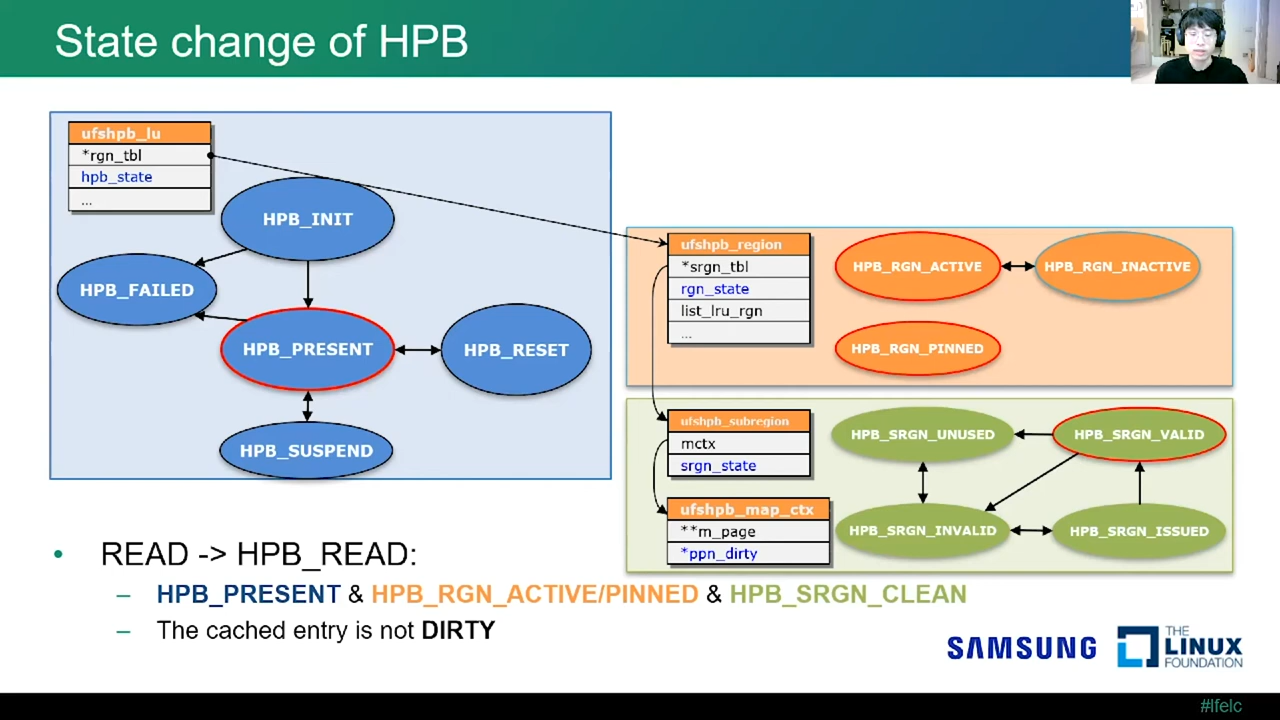 State change of HPB
ufshpb_lu
*rgn_tbl
hpb_state
...
HPB_INIT
HPB_FAILED
HPB_PRESENT
HPB_RESET
HPB_SUSPEND
ufshpb_region
*srgn_tbl
rgn_state
list_lru_rgn
...
HPB_RGN_ACTIVE
HPB_RGN_INACTIVE
HPB_RGN_PINNED
ufshpb_subregion
mctx
srgn_state
ufshpb_map_ctx
**m_page
*ppn_dirty
HPB_SRGN_UNUSED
HPB_SRGN_VALID
HPB_SRGN_INVALID
HPB_SRGN_ISSUED
• READ -> HPB_READ:
– HPB_PRESENT & HPB_RGN_ACTIVE/PINNED & HPB_SRGN_CLEAN
– The cached entry is not DIRTY
SAMSUNG
THE
LINUX
FOUNDATION
#lfelc